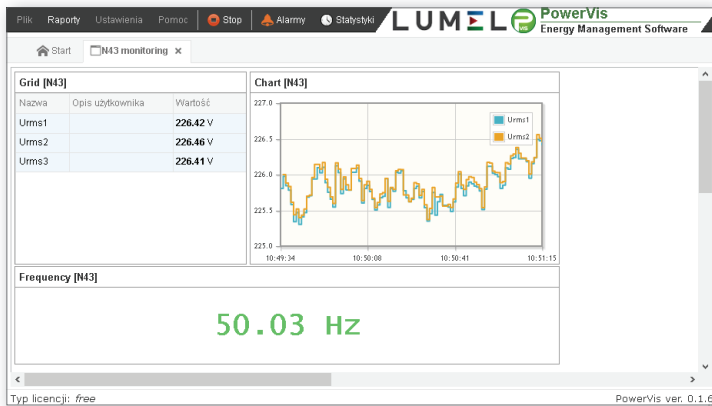 Plik Raporty Ustawienia Pomoc Stop Alarmy Statystyki LUMEL PVIS PowerVis
Energy Management Software
Start N43 monitoring ×
Grid [N43]
Nazwa Opis użytkownika Wartość
Urms1 226.42 V
Urms2 226.46 V
Urms3 226.41 V
Chart [N43]
227.0
226.5
226.0
225.5
225.0
Urms1
Urms2
10:49:34 10:50:08 10:50:41 10:51:15
Frequency [N43]
50.03 Hz
Typ licencji: free PowerVis ver. 0.1.6